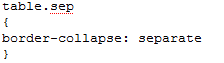 table.sep
{
border-collapse: separate
}